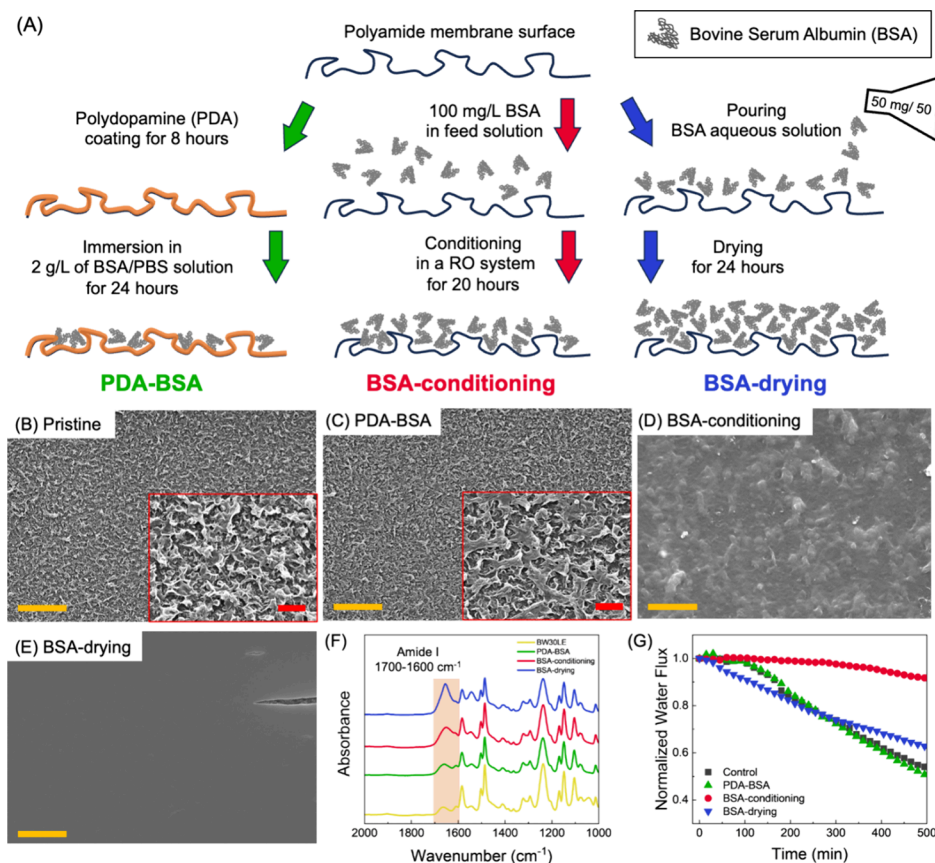 (A)
Polyamide membrane surface
Bovine Serum Albumin (BSA)
Polydopamine (PDA)
coating for 8 hours
100 mg/L BSA
in feed solution
Pouring
BSA aqueous solution
50 mg/ 50
Immersion in
2 g/L of BSA/PBS solution
for 24 hours
Conditioning
in a RO system
for 20 hours
Drying
for 24 hours
PDA-BSA
BSA-conditioning
BSA-drying
(B) Pristine
(C) PDA-BSA
(D) BSA-conditioning
(E) BSA-drying
(F)
Amide I
1700-1600 cm⁻¹
BW30LE
PDA-BSA
BSA-conditioning
BSA-drying
Absorbance
2000 1800 1600 1400 1200 1000
Wavenumber (cm⁻¹)
(G)
Normalized Water Flux
1.0
0.8
0.6
0.4
Control
PDA-BSA
BSA-conditioning
BSA-drying
0 100 200 300 400 500
Time (min)